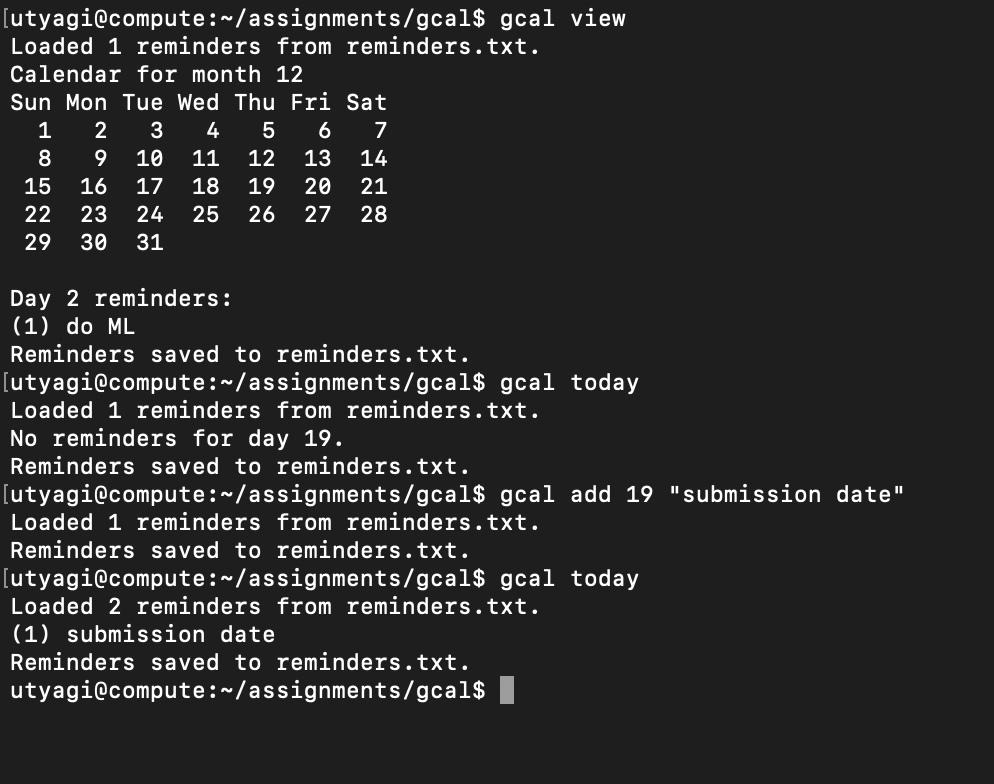 [utyagi@compute:~/assignments/gcal$ gcal view
Loaded 1 reminders from reminders.txt.
Calendar for month 12
Sun Mon Tue Wed Thu Fri Sat
  1   2   3   4   5   6   7
  8   9  10  11  12  13  14
 15  16  17  18  19  20  21
 22  23  24  25  26  27  28
 29  30  31

Day 2 reminders:
(1) do ML
Reminders saved to reminders.txt.
[utyagi@compute:~/assignments/gcal$ gcal today
Loaded 1 reminders from reminders.txt.
No reminders for day 19.
Reminders saved to reminders.txt.
[utyagi@compute:~/assignments/gcal$ gcal add 19 "submission date"
Loaded 1 reminders from reminders.txt.
Reminders saved to reminders.txt.
[utyagi@compute:~/assignments/gcal$ gcal today
Loaded 2 reminders from reminders.txt.
(1) submission date
Reminders saved to reminders.txt.
utyagi@compute:~/assignments/gcal$